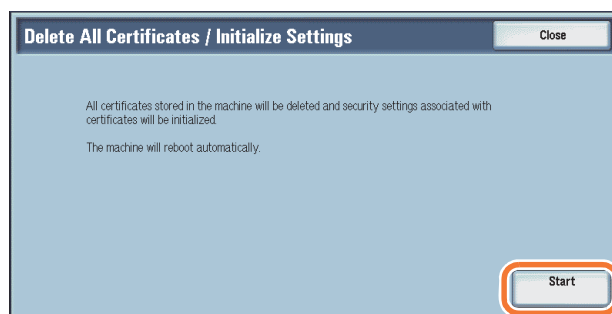 Delete All Certificates / Initialize Settings
Close
All certificates stored in the machine will be deleted and security settings associated with
certificates will be initialized.
The machine will reboot automatically.
Start